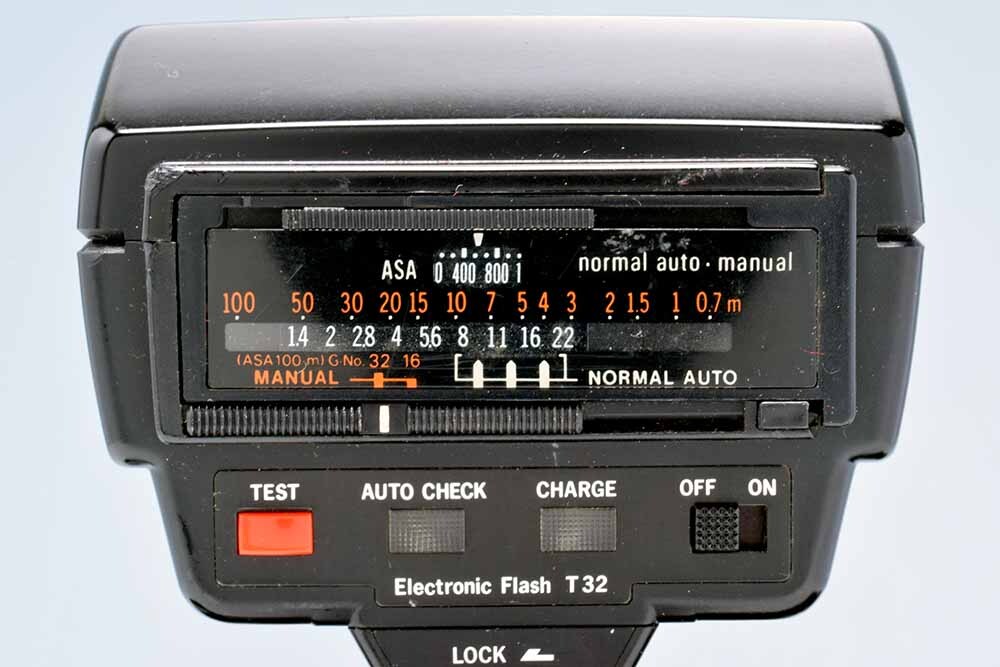 ASA 0 400 800 1 normal auto · manual
100 50 30 20 15 10 7 5 4 3 2 1.5 1 0.7 m
1.4 2 2.8 4 5.6 8 11 16 22
(ASA100·m) G·No. 32 16
MANUAL NORMAL AUTO
TEST AUTO CHECK CHARGE OFF ON
Electronic Flash T32
LOCK